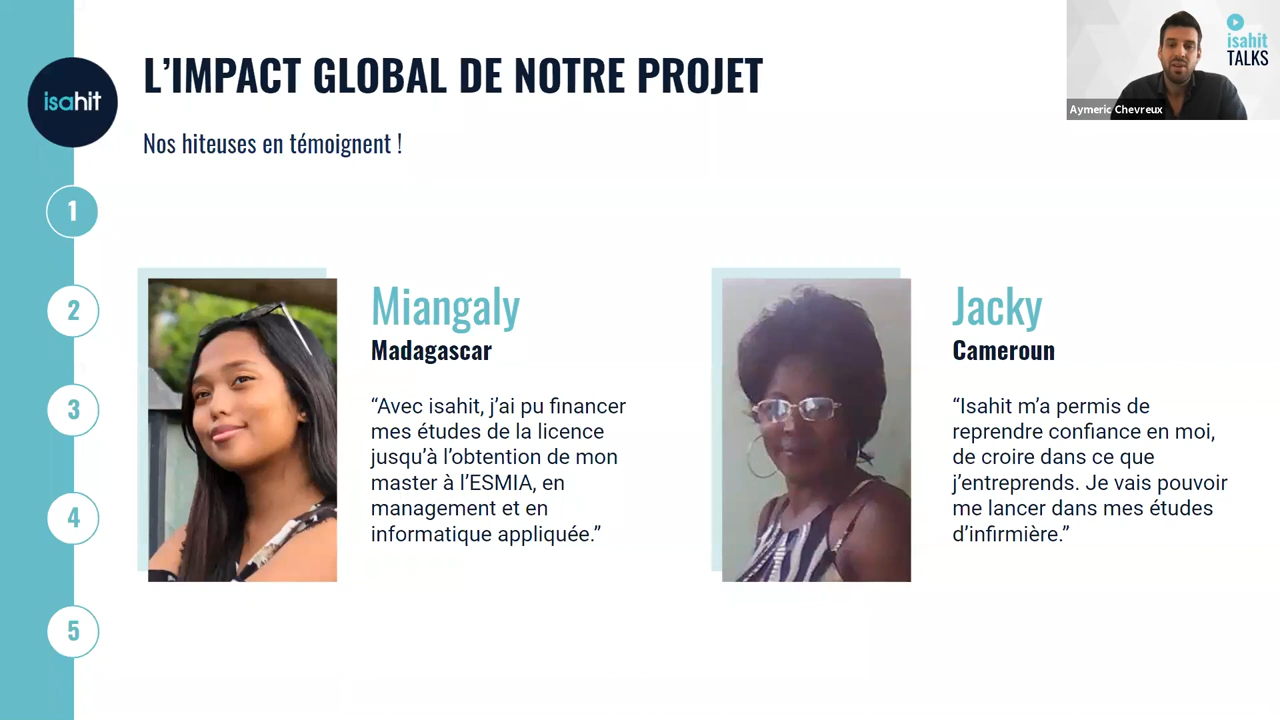 L’IMPACT GLOBAL DE NOTRE PROJET
isahit
Nos hiteuses en témoignent !
isahit
TALKS
Aymeric Chevreux
1
2
3
4
5
Miangaly
Madagascar
“Avec isahit, j’ai pu financer
mes études de la licence
jusqu’à l’obtention de mon
master à l’ESMIA, en
management et en
informatique appliquée.”
Jacky
Cameroun
“Isahit m’a permis de
reprendre confiance en moi,
de croire dans ce que
j’entreprends. Je vais pouvoir
me lancer dans mes études
d’infirmière.”